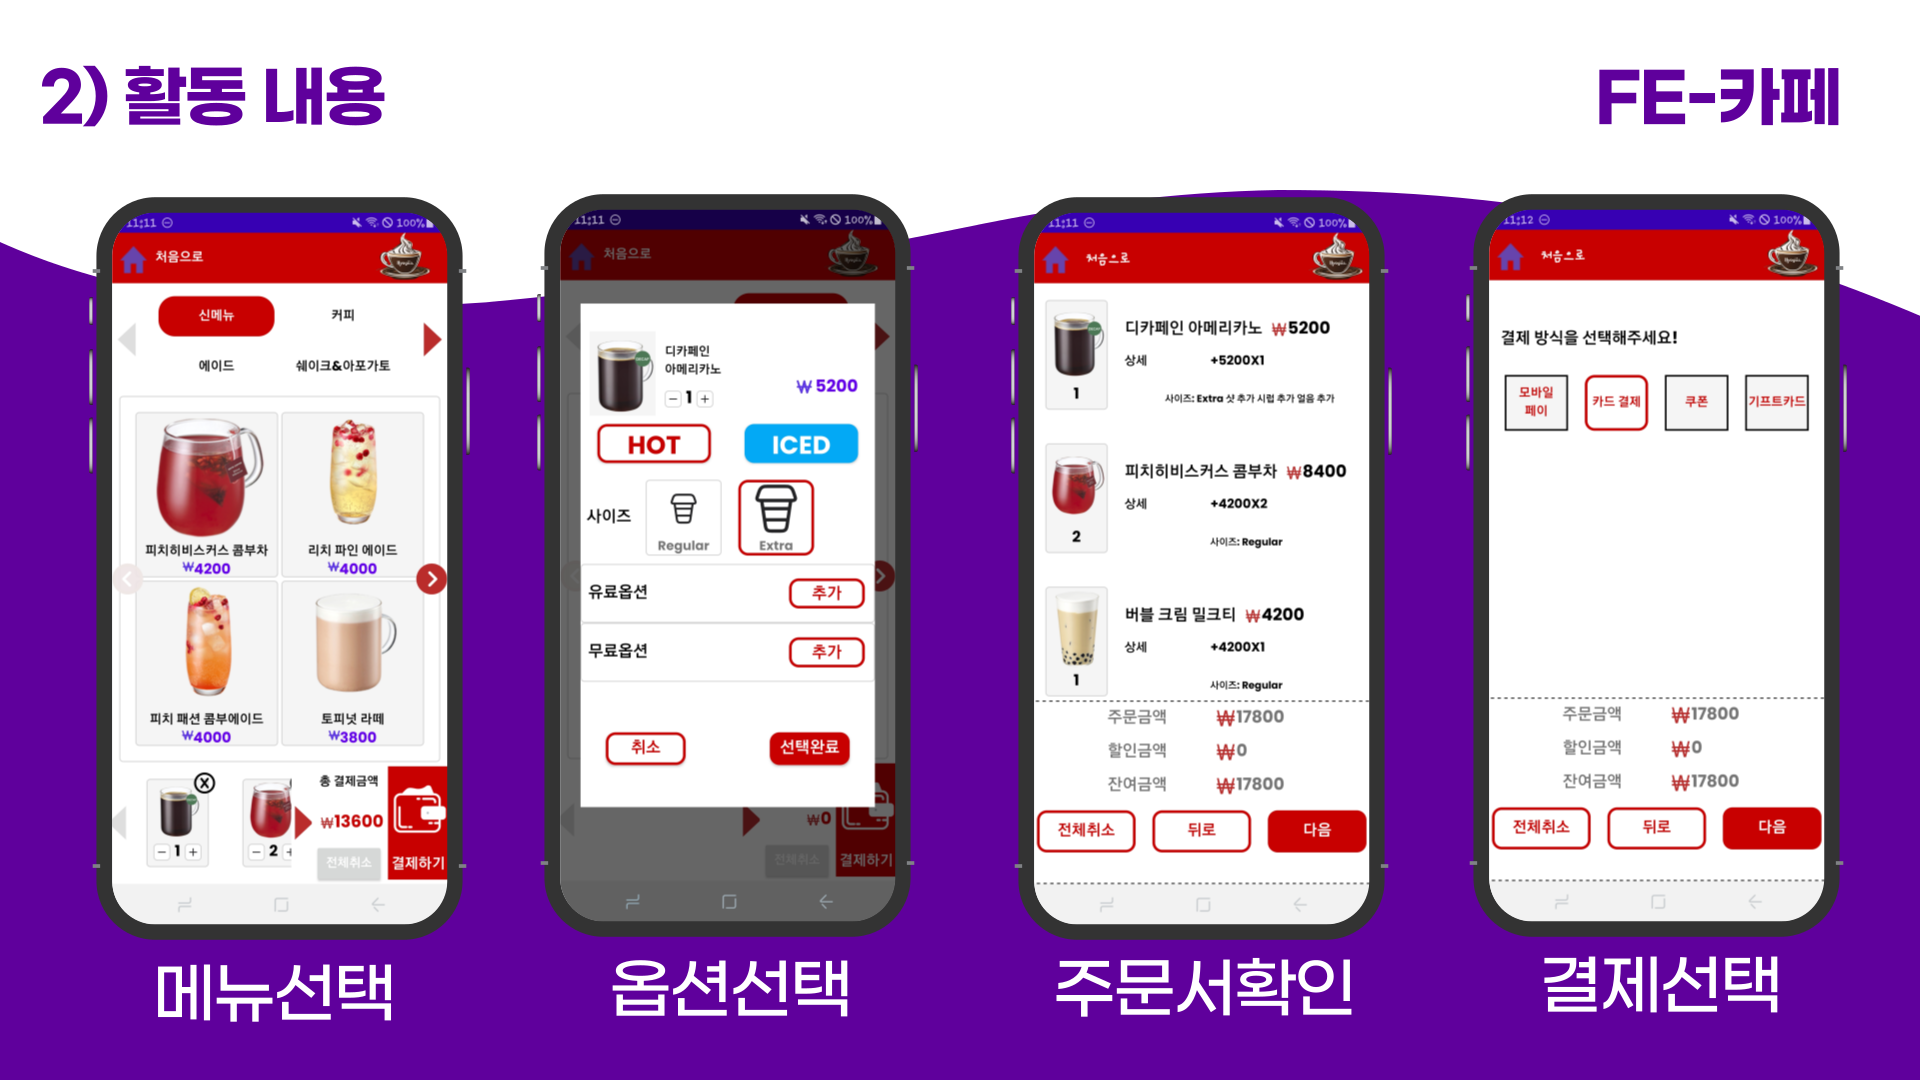 2) 활동 내용
FE-카페
11:11
100%
처음으로
신메뉴
커피
에이드
쉐이크&아포가토
피치히비스커스 콤부차
₩4200
리치 파인 에이드
₩4000
피치 패션 콤부에이드
₩4000
토피넛 라떼
₩3800
X
1
2
총 결제금액
₩13600
전체취소
결제하기
메뉴선택
11:11
100%
처음으로
디카페인
아메리카노
1
₩ 5200
HOT
ICED
사이즈
Regular
Extra
유료옵션
추가
무료옵션
추가
취소
선택완료
₩0
전체취소
결제하기
옵션선택
11:11
100%
처음으로
디카페인 아메리카노 ₩5200
상세 +5200X1
1
사이즈: Extra 샷 추가 시럽 추가 얼음 추가
피치히비스커스 콤부차 ₩8400
상세 +4200X2
2
사이즈: Regular
버블 크림 밀크티 ₩4200
상세 +4200X1
1
사이즈: Regular
주문금액 ₩17800
할인금액 ₩0
잔여금액 ₩17800
전체취소
뒤로
다음
주문서확인
11:12
100%
처음으로
결제 방식을 선택해주세요!
모바일
페이
카드 결제
쿠폰
기프트카드
주문금액 ₩17800
할인금액 ₩0
잔여금액 ₩17800
전체취소
뒤로
다음
결제선택